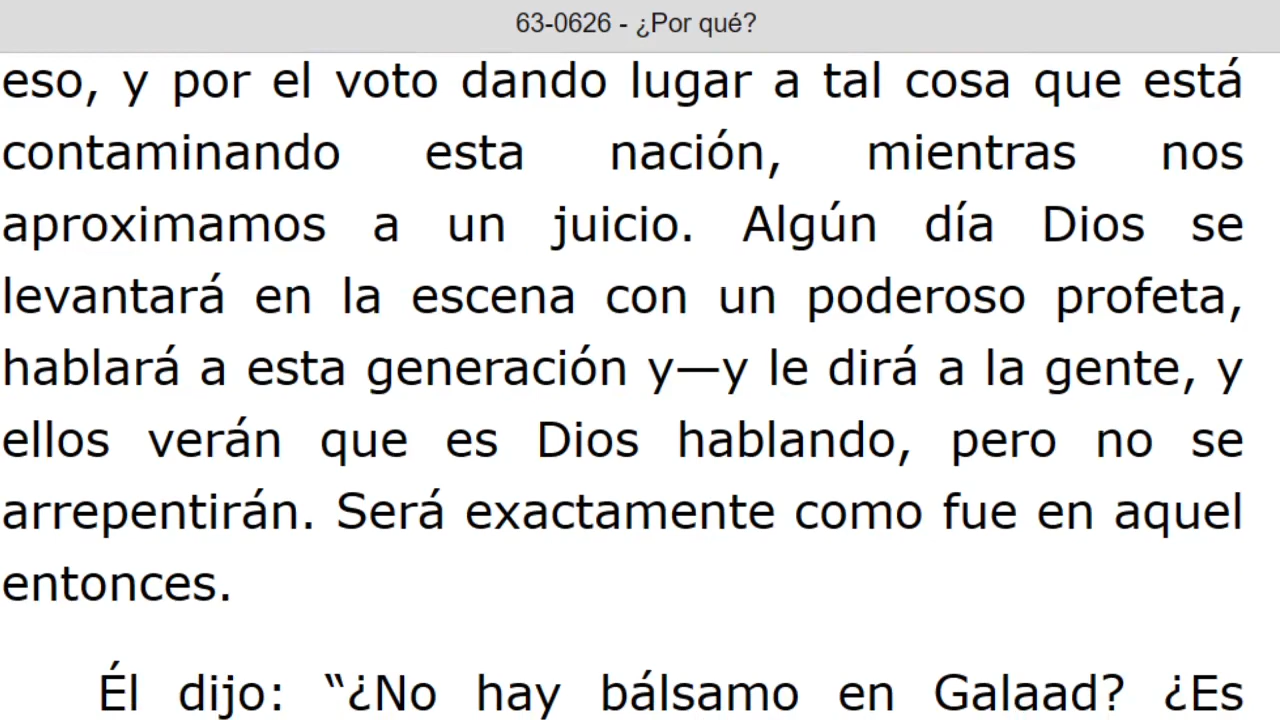 63-0626 - ¿Por qué?
eso, y por el voto dando lugar a tal cosa que está
contaminando esta nación, mientras nos
aproximamos a un juicio. Algún día Dios se
levantará en la escena con un poderoso profeta,
hablará a esta generación y—y le dirá a la gente, y
ellos verán que es Dios hablando, pero no se
arrepentirán. Será exactamente como fue en aquel
entonces.
Él dijo: “¿No hay bálsamo en Galaad? ¿Es